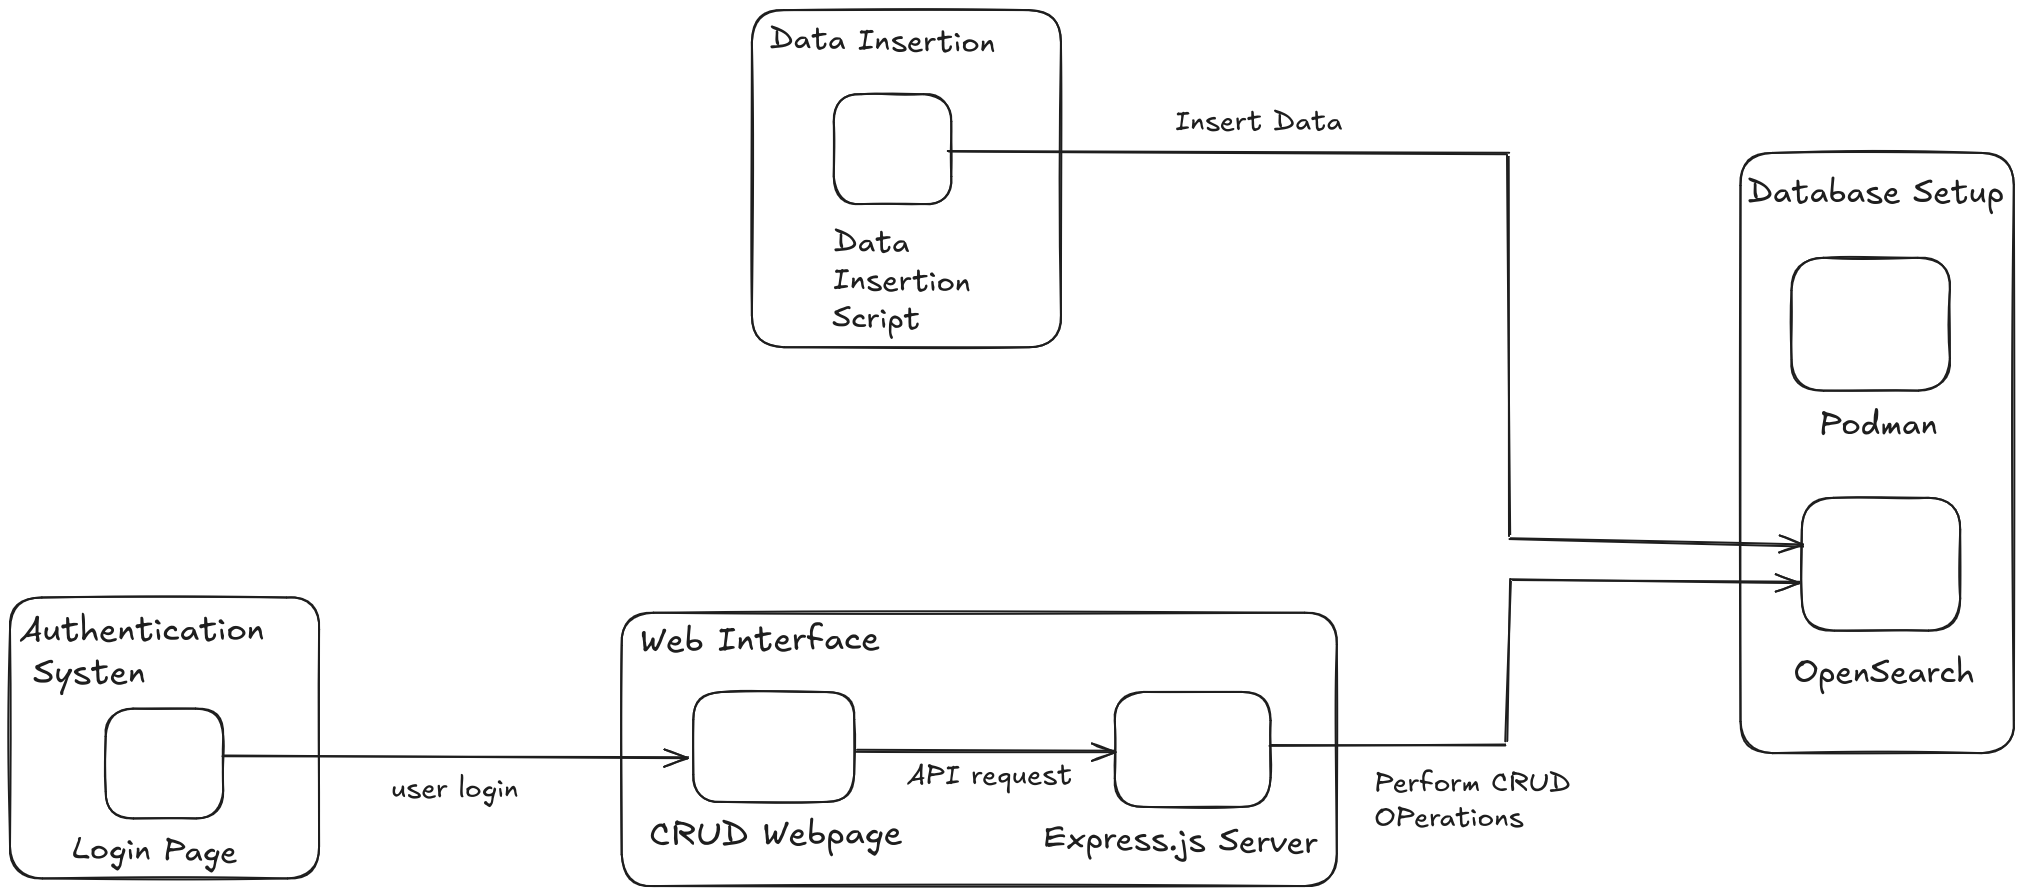 Data Insertion
Data
Insertion
Script
Insert Data
Database Setup
Podman
OpenSearch
Authentication
Systen
Login Page
user login
Web Interface
CRUD Webpage
API request
Express.js Server
Perform CRUD
OPerations